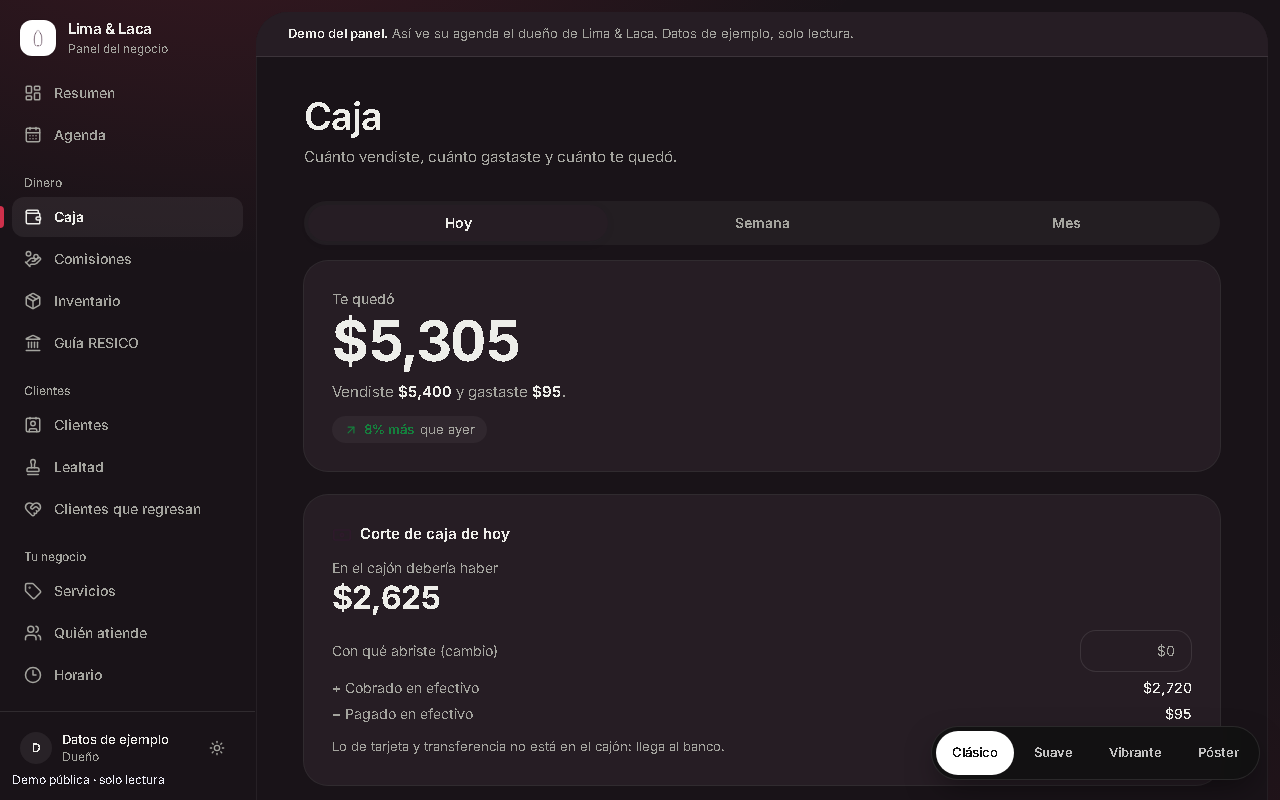 Lima & Laca
Panel del negocio
Resumen
Agenda
Dinero
Caja
Comisiones
Inventario
Guía RESICO
Clientes
Clientes
Lealtad
Clientes que regresan
Tu negocio
Servicios
Quién atiende
Horario
D
Datos de ejemplo
Dueño
Demo pública · solo lectura
Demo del panel. Así ve su agenda el dueño de Lima & Laca. Datos de ejemplo, solo lectura.
Caja
Cuánto vendiste, cuánto gastaste y cuánto te quedó.
Hoy Semana Mes
Te quedó
$5,305
Vendiste $5,400 y gastaste $95.
8% más que ayer
Corte de caja de hoy
En el cajón debería haber
$2,625
Con qué abriste (cambio) $0
+ Cobrado en efectivo $2,720
− Pagado en efectivo $95
Lo de tarjeta y transferencia no está en el cajón: llega al banco.
Clásico Suave Vibrante Póster